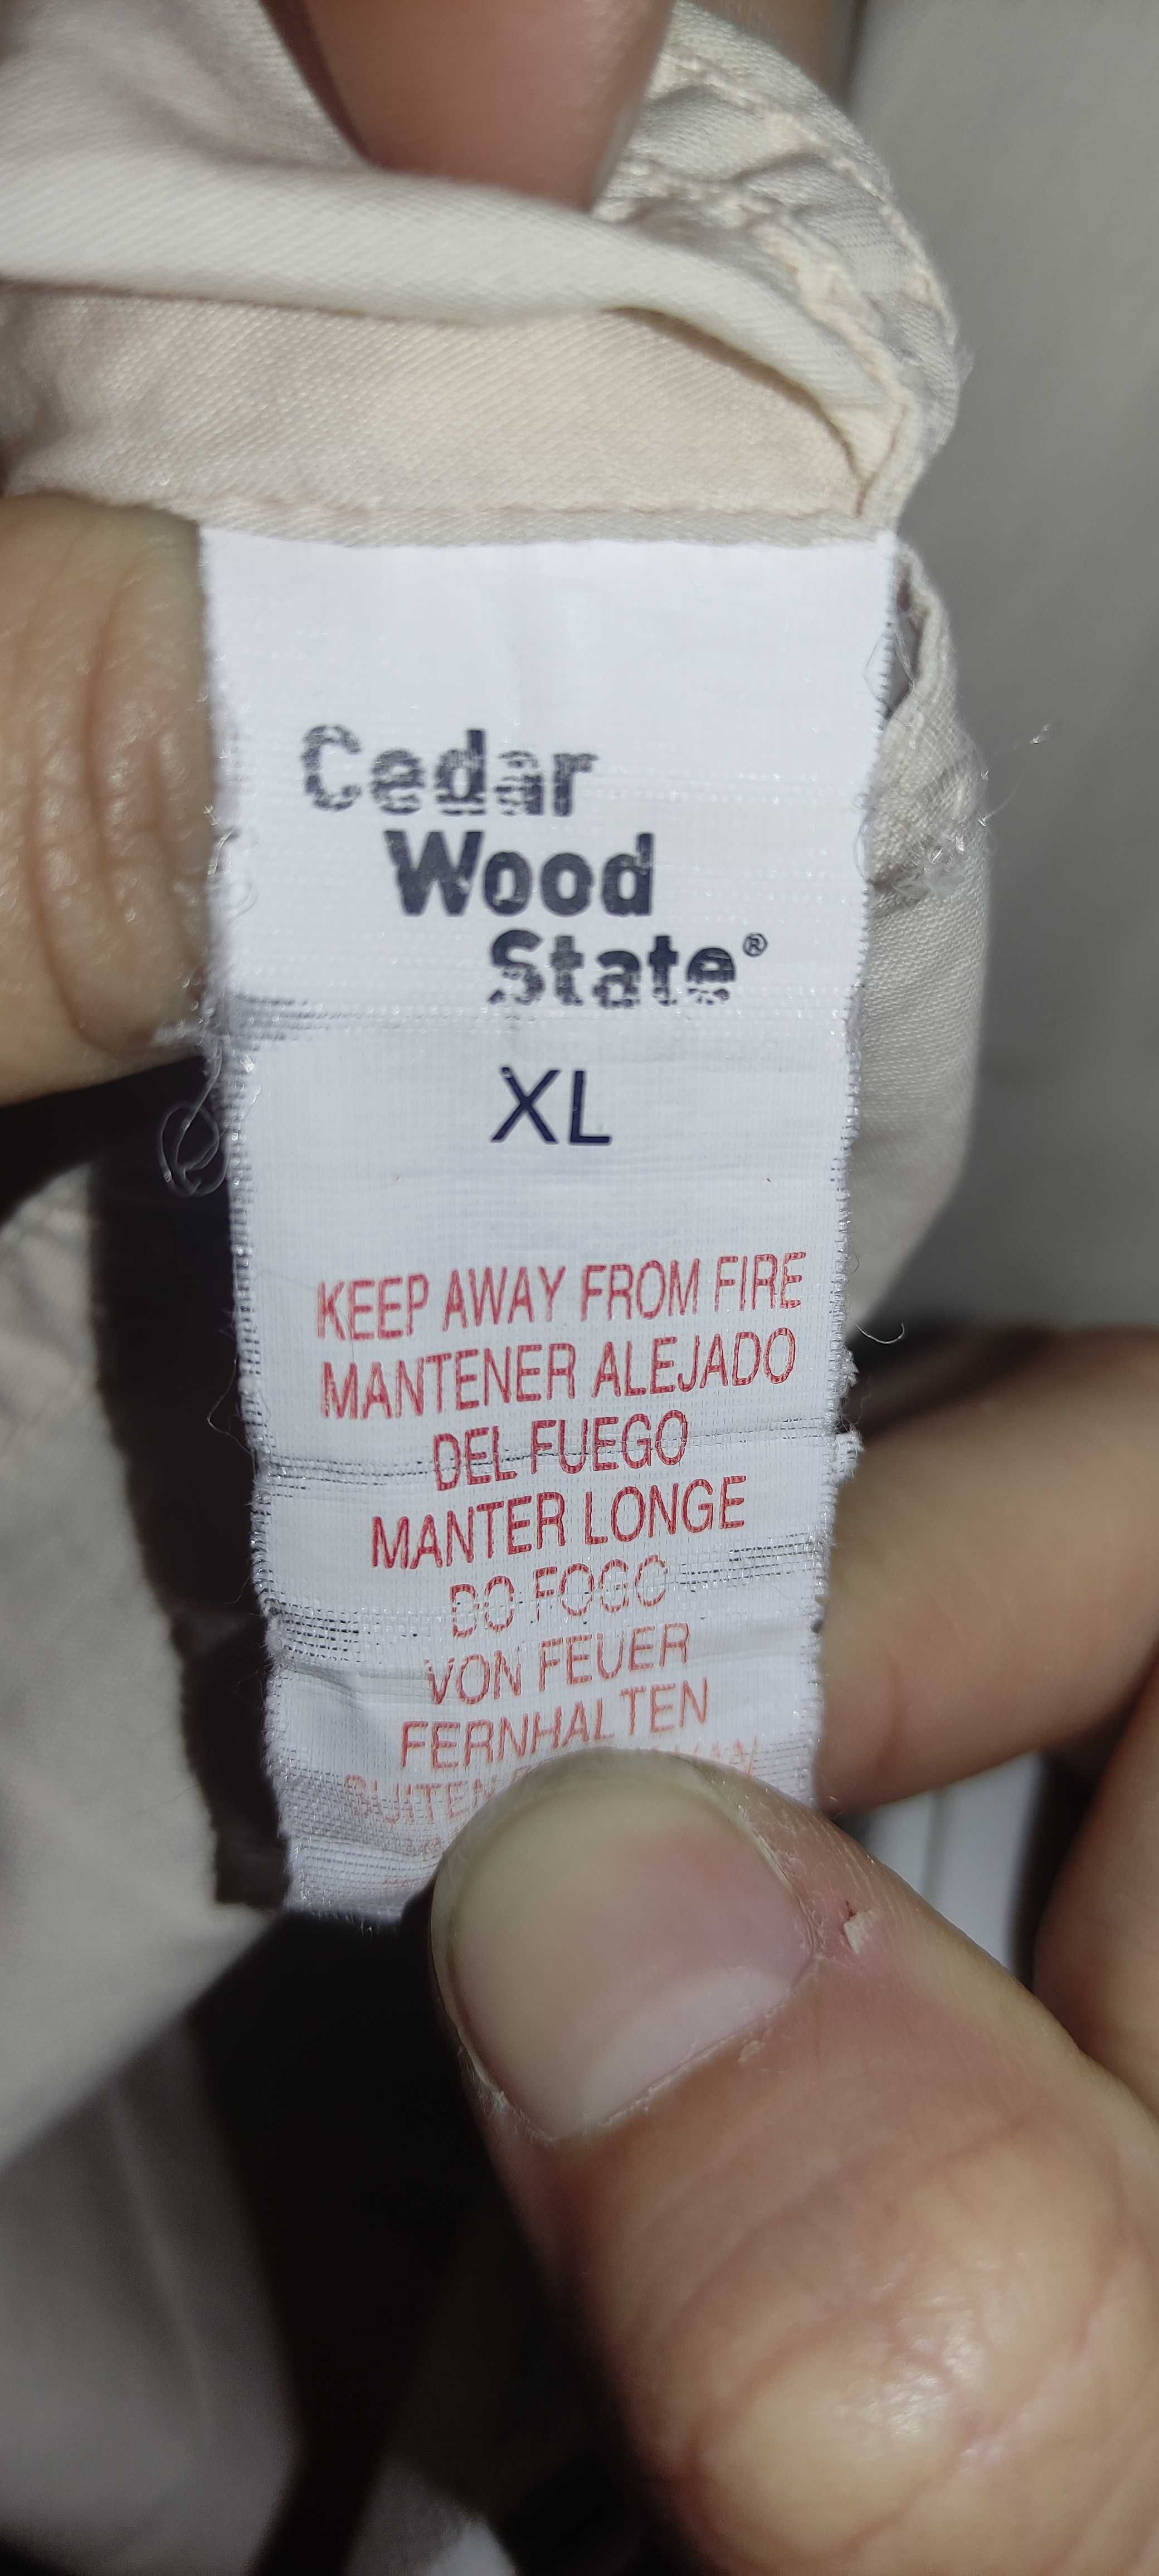 Cedar
Wood
State®
XL
KEEP AWAY FROM FIRE
MANTENER ALEJADO
DEL FUEGO
MANTER LONGE
DO FOGO
VON FEUER
FERNHALTEN
BUITEN